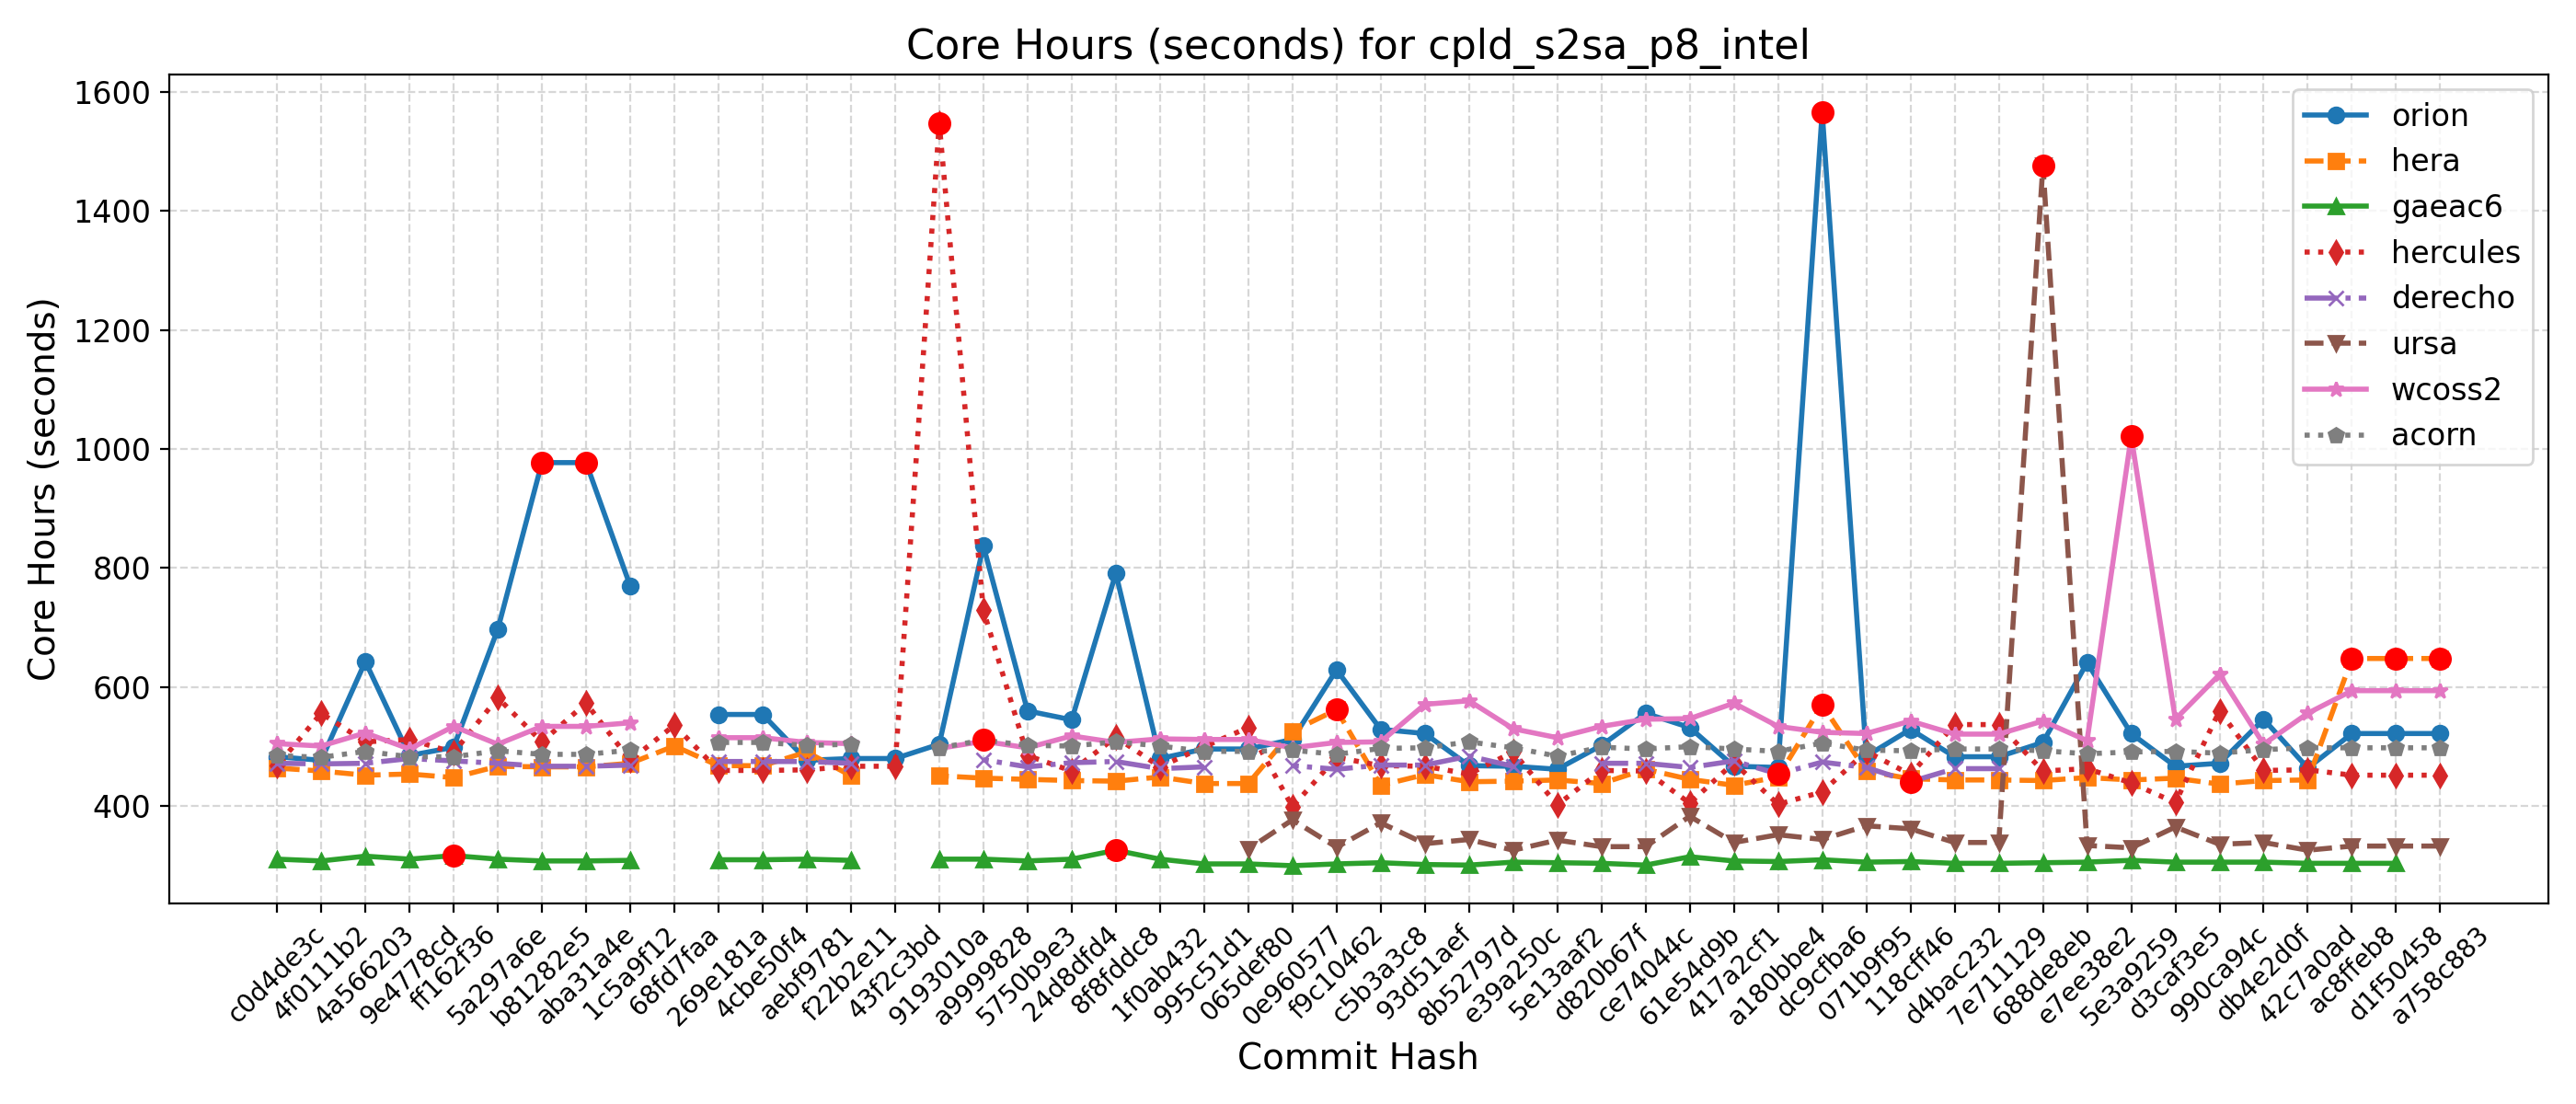 Core Hours (seconds) for cpld_s2sa_p8_intel
Core Hours (seconds)
1600
1400
1200
1000
800
600
400
orion
hera
gaeac6
hercules
derecho
ursa
wcoss2
acorn
c0d4de3c
4f0111b2
4a566203
9e4778cd
ff162f36
5a297a6e
b81282e5
aba31a4e
1c5a9f12
68fd7faa
269e181a
4cbe50f4
aebf9781
f22b2e11
43f2c3bd
9193010a
a9999828
5750b9e3
24d8dfd4
8f8fddc8
1f0ab432
995c51d1
065def80
0e960577
f9c10462
c5b3a3c8
93d51aef
8b52797d
e39a250c
5e13aaf2
d820b67f
ce74044c
61e54d9b
417a2cf1
a180bbe4
dc9cfba6
071b9f95
118cff46
d4bac232
7e711129
688de8eb
e7ee38e2
5e3a9259
d3caf3e5
990ca94c
db4e2d0f
42c7a0ad
ac8ffeb8
d1f50458
a758c883
Commit Hash